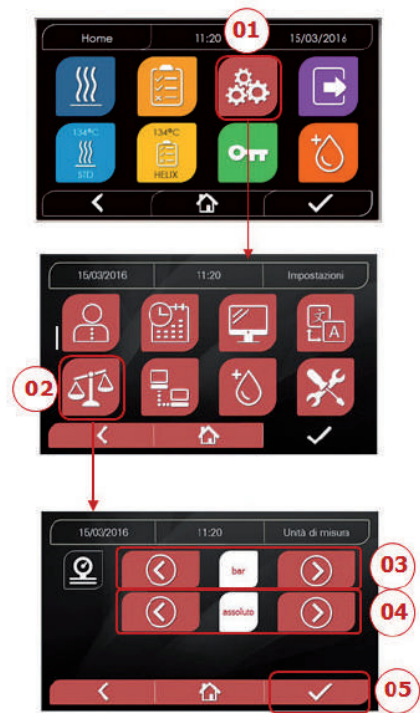 01
Home 11:20 15/03/2016
134°C 134°C
STD HELIX
15/03/2016 11:20 Impostazioni
文 A
02
15/03/2016 11:20 Unità di misura
bar
03
assoluto
04
05